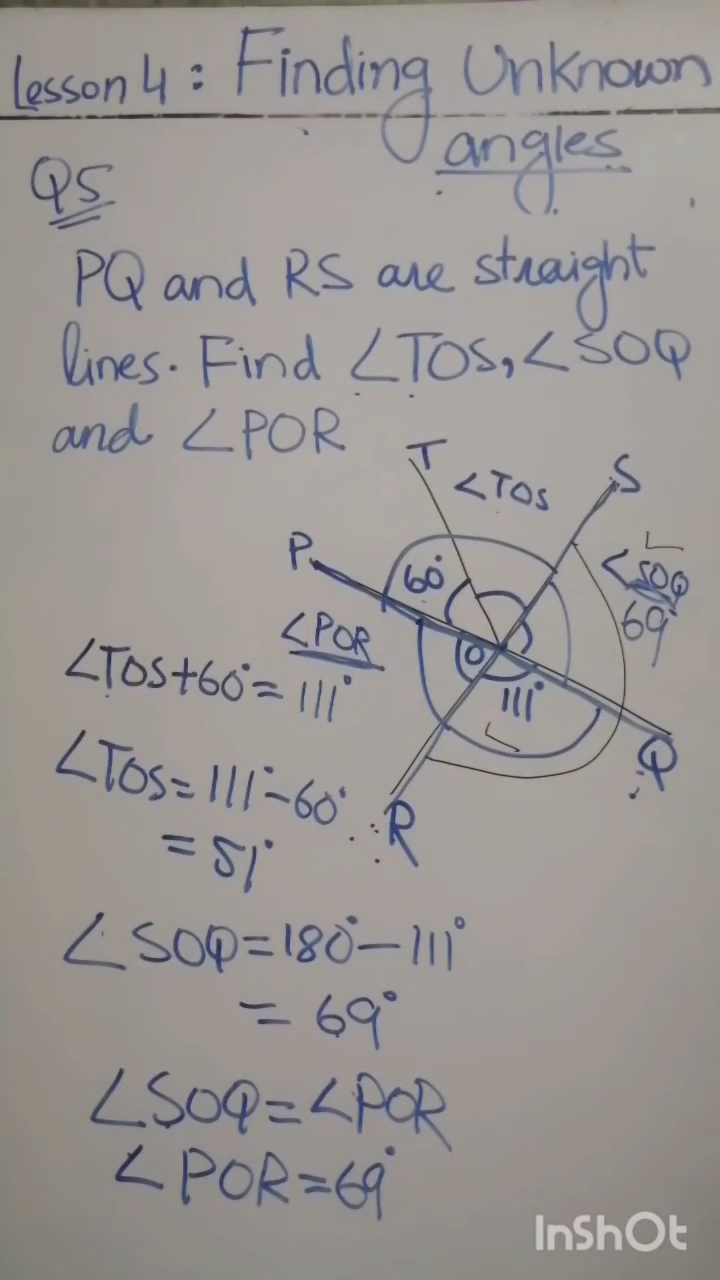 Lesson 4 : Finding Unknown
angles
Q5
PQ and RS are straight
lines. Find ∠TOS, ∠SOQ
and ∠POR
T
∠TOS
S
P
60°
∠SOQ
69°
∠POR
O
111°
Q
R
∠TOS+60°=111°
∠TOS=111°-60°
=51°
∠SOQ=180°-111°
= 69°
∠SOQ=∠POR
∠POR=69°
InShOt